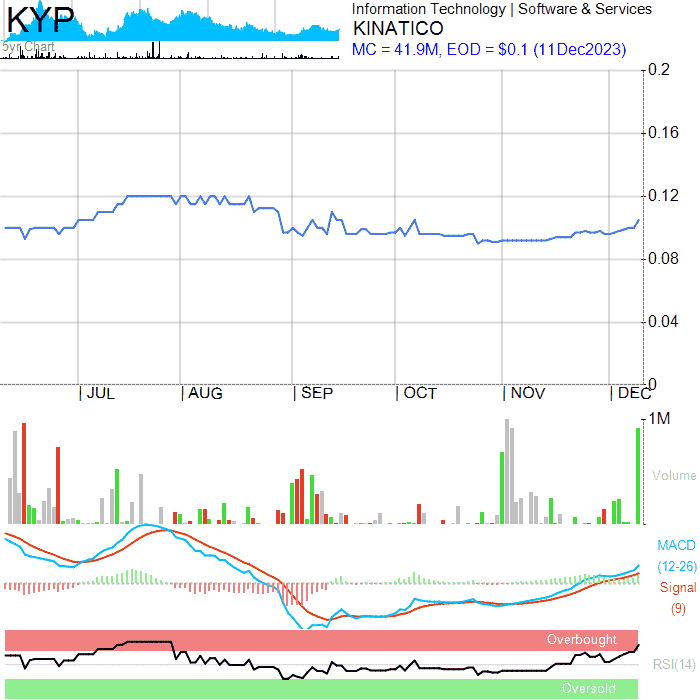 KYP
5yr Chart
Information Technology | Software & Services
KINATICO
MC = 41.9M, EOD = $0.1 (11Dec2023)
0.2
0.16
0.12
0.08
0.04
0
| JUL | AUG | SEP | OCT | NOV | DEC
1M
Volume
MACD
(12-26)
Signal
(9)
Overbought
RSI(14)
Oversold